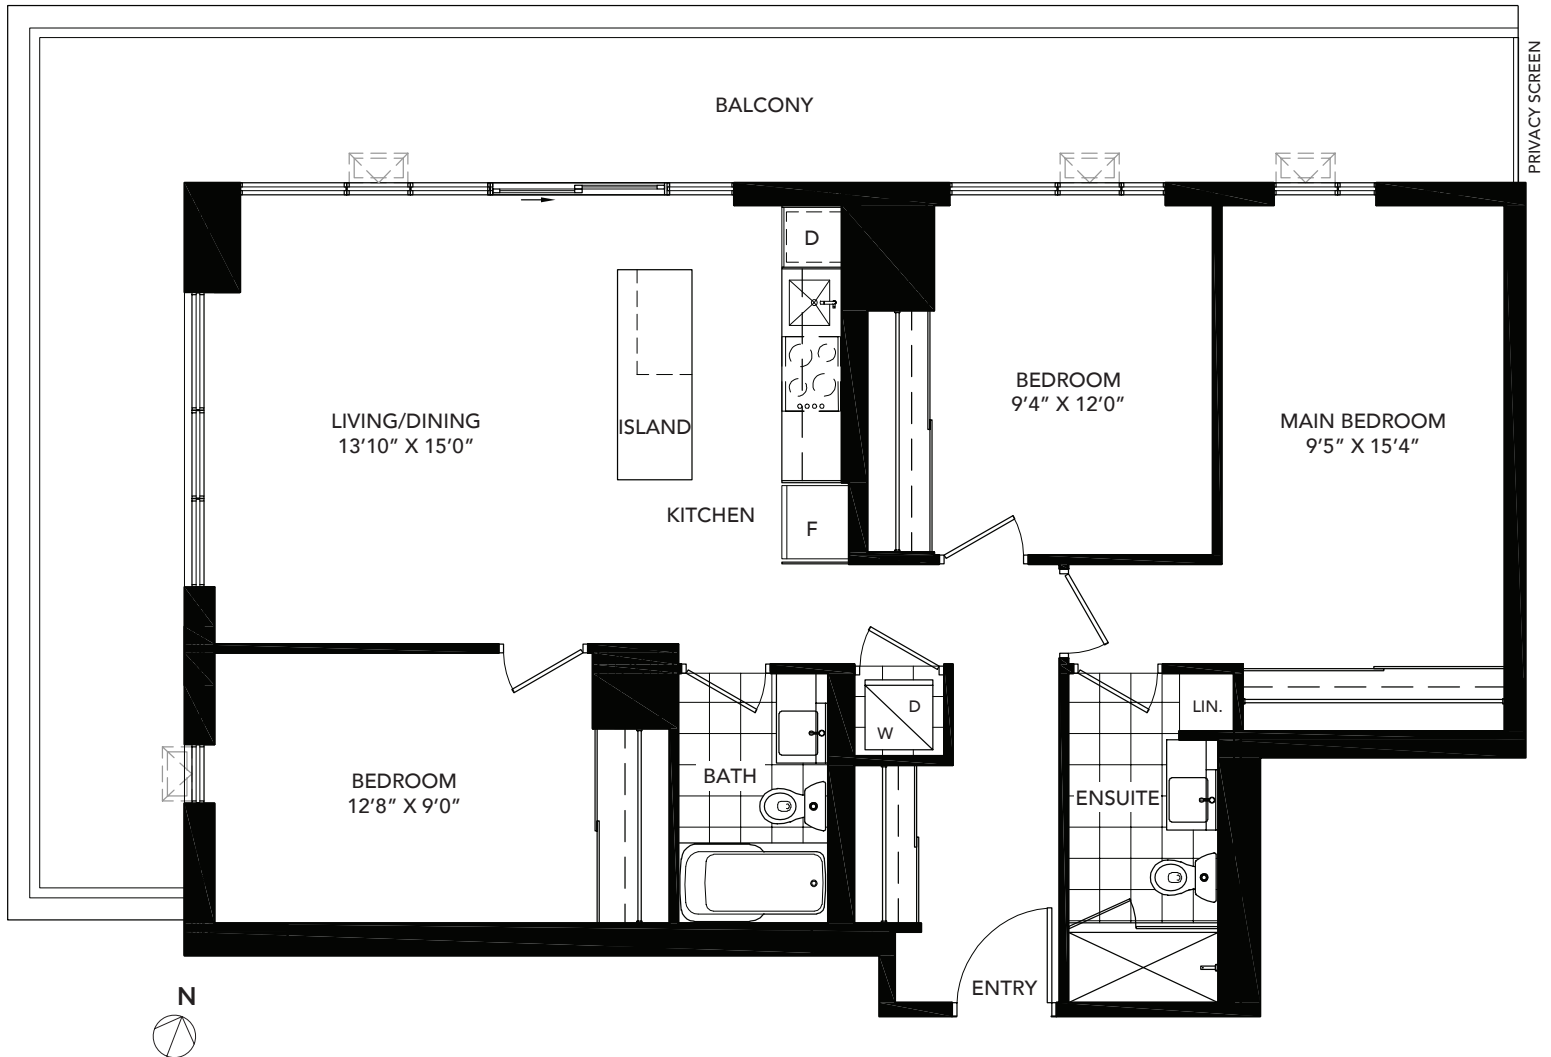 BALCONY
PRIVACY SCREEN
D
BEDROOM
9'4" X 12'0"
LIVING/DINING
13'10" X 15'0"
ISLAND
MAIN BEDROOM
9'5" X 15'4"
KITCHEN
F
LIN.
D
W
BEDROOM
12'8" X 9'0"
BATH
ENSUITE
ENTRY
N